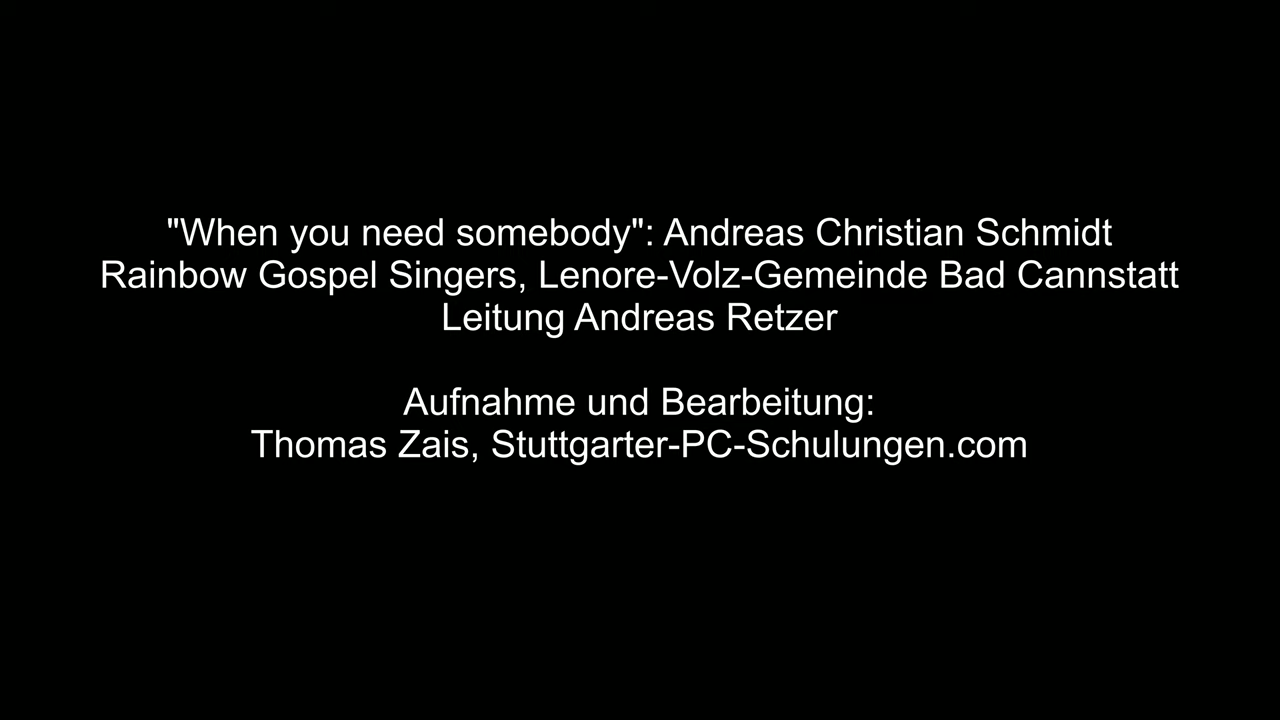 "When you need somebody": Andreas Christian Schmidt
Rainbow Gospel Singers, Lenore-Volz-Gemeinde Bad Cannstatt
Leitung Andreas Retzer
Aufnahme und Bearbeitung:
Thomas Zais, Stuttgarter-PC-Schulungen.com